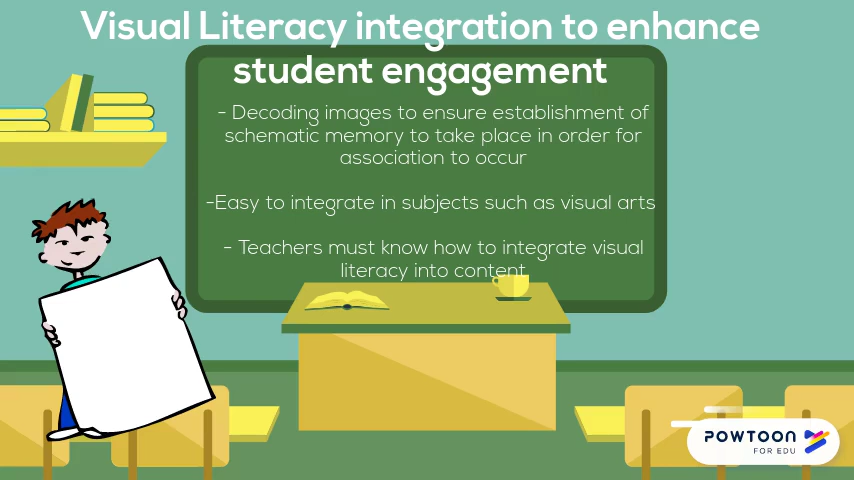 Visual Literacy integration to enhance
student engagement
- Decoding images to ensure establishment of
schematic memory to take place in order for
association to occur
-Easy to integrate in subjects such as visual arts
- Teachers must know how to integrate visual
literacy into content
POWTOON
FOR EDU